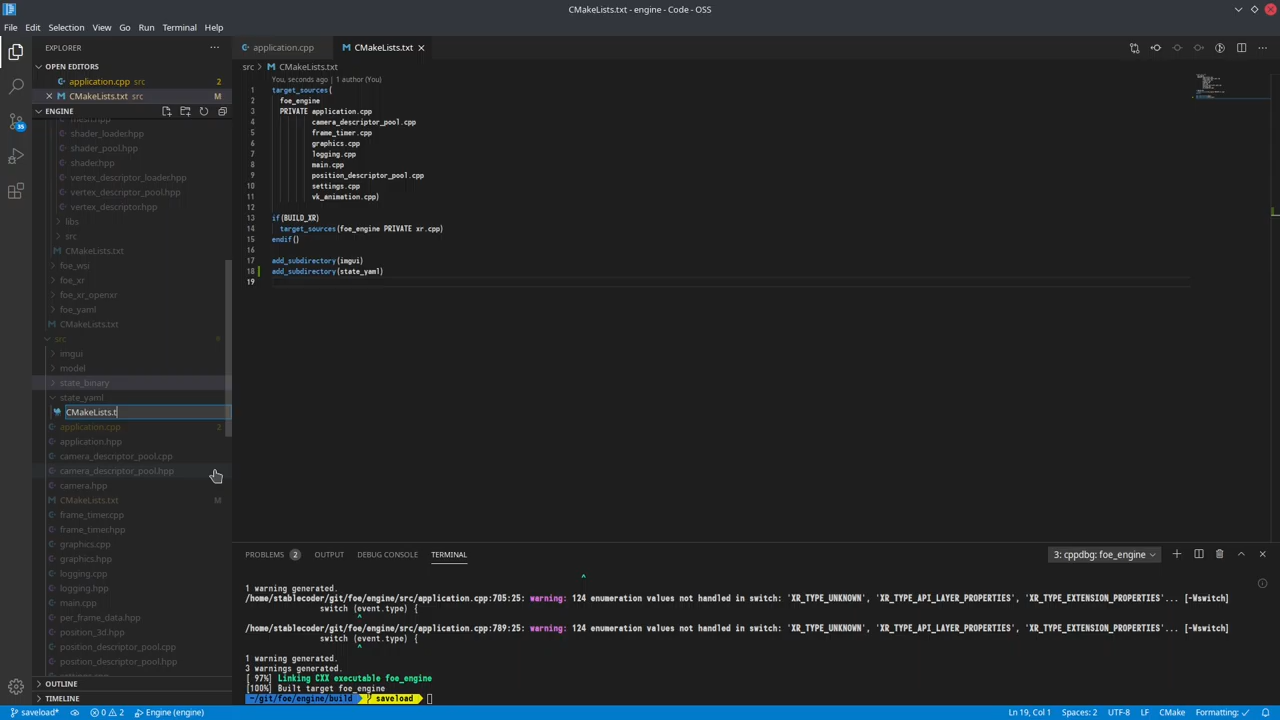 CMakeLists.txt - engine - Code - OSS
File Edit Selection View Go Run Terminal Help
EXPLORER
OPEN EDITORS
application.cpp src 2
CMakeLists.txt src M
ENGINE
mesh.hpp
shader_loader.hpp
shader_pool.hpp
shader.hpp
vertex_descriptor_loader.hpp
vertex_descriptor_pool.hpp
vertex_descriptor.hpp
libs
src
CMakeLists.txt
foe_wsi
foe_xr
foe_xr_openxr
foe_yaml
CMakeLists.txt
src
imgui
model
state_binary
state_yaml
CMakeLists.t
application.cpp 2
application.hpp
camera_descriptor_pool.cpp
camera_descriptor_pool.hpp
camera.hpp
CMakeLists.txt M
frame_timer.cpp
frame_timer.hpp
graphics.cpp
graphics.hpp
logging.cpp
logging.hpp
main.cpp
per_frame_data.hpp
position_3d.hpp
position_descriptor_pool.cpp
position_descriptor_pool.hpp
settings.cpp
OUTLINE
TIMELINE
35
application.cpp
CMakeLists.txt
src > CMakeLists.txt
You, seconds ago | 1 author (You)
1 target_sources(
2 foe_engine
3 PRIVATE application.cpp
4 camera_descriptor_pool.cpp
5 frame_timer.cpp
6 graphics.cpp
7 logging.cpp
8 main.cpp
9 position_descriptor_pool.cpp
10 settings.cpp
11 vk_animation.cpp)
12
13 if(BUILD_XR)
14 target_sources(foe_engine PRIVATE xr.cpp)
15 endif()
16
17 add_subdirectory(imgui)
18 add_subdirectory(state_yaml)
19
PROBLEMS 2 OUTPUT DEBUG CONSOLE TERMINAL 3: cppdbg: foe_engine
^
1 warning generated.
/home/stablecoder/git/foe/engine/src/application.cpp:705:25: warning: 124 enumeration values not handled in switch: 'XR_TYPE_UNKNOWN', 'XR_TYPE_API_LAYER_PROPERTIES', 'XR_TYPE_EXTENSION_PROPERTIES'... [-Wswitch]
switch (event.type) {
^
/home/stablecoder/git/foe/engine/src/application.cpp:789:25: warning: 124 enumeration values not handled in switch: 'XR_TYPE_UNKNOWN', 'XR_TYPE_API_LAYER_PROPERTIES', 'XR_TYPE_EXTENSION_PROPERTIES'... [-Wswitch]
switch (event.type) {
^
1 warning generated.
3 warnings generated.
[ 97%] Linking CXX executable foe_engine
[100%] Built target foe_engine
~/git/foe/engine/build saveload
saveload* 0 2 Engine (engine) Ln 19, Col 1 Spaces: 2 UTF-8 LF CMake Formatting: ✓